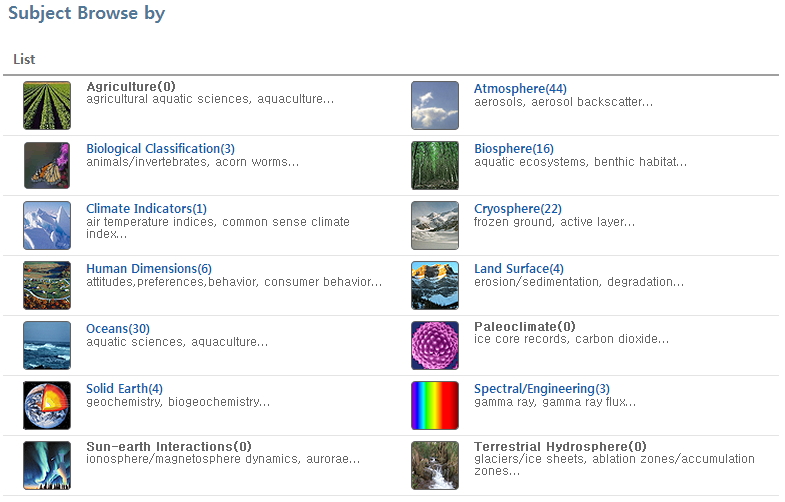 Subject Browse by
List
Agriculture(0)
agricultural aquatic sciences, aquaculture...
Atmosphere(44)
aerosols, aerosol backscatter...
Biological Classification(3)
animals/invertebrates, acorn worms...
Biosphere(16)
aquatic ecosystems, benthic habitat...
Climate Indicators(1)
air temperature indices, common sense climate
index...
Cryosphere(22)
frozen ground, active layer...
Human Dimensions(6)
attitudes,preferences,behavior, consumer behavior...
Land Surface(4)
erosion/sedimentation, degradation...
Oceans(30)
aquatic sciences, aquaculture...
Paleoclimate(0)
ice core records, carbon dioxide...
Solid Earth(4)
geochemistry, biogeochemistry...
Spectral/Engineering(3)
gamma ray, gamma ray flux...
Sun-earth Interactions(0)
ionosphere/magnetosphere dynamics, aurorae...
Terrestrial Hydrosphere(0)
glaciers/ice sheets, ablation zones/accumulation
zones...